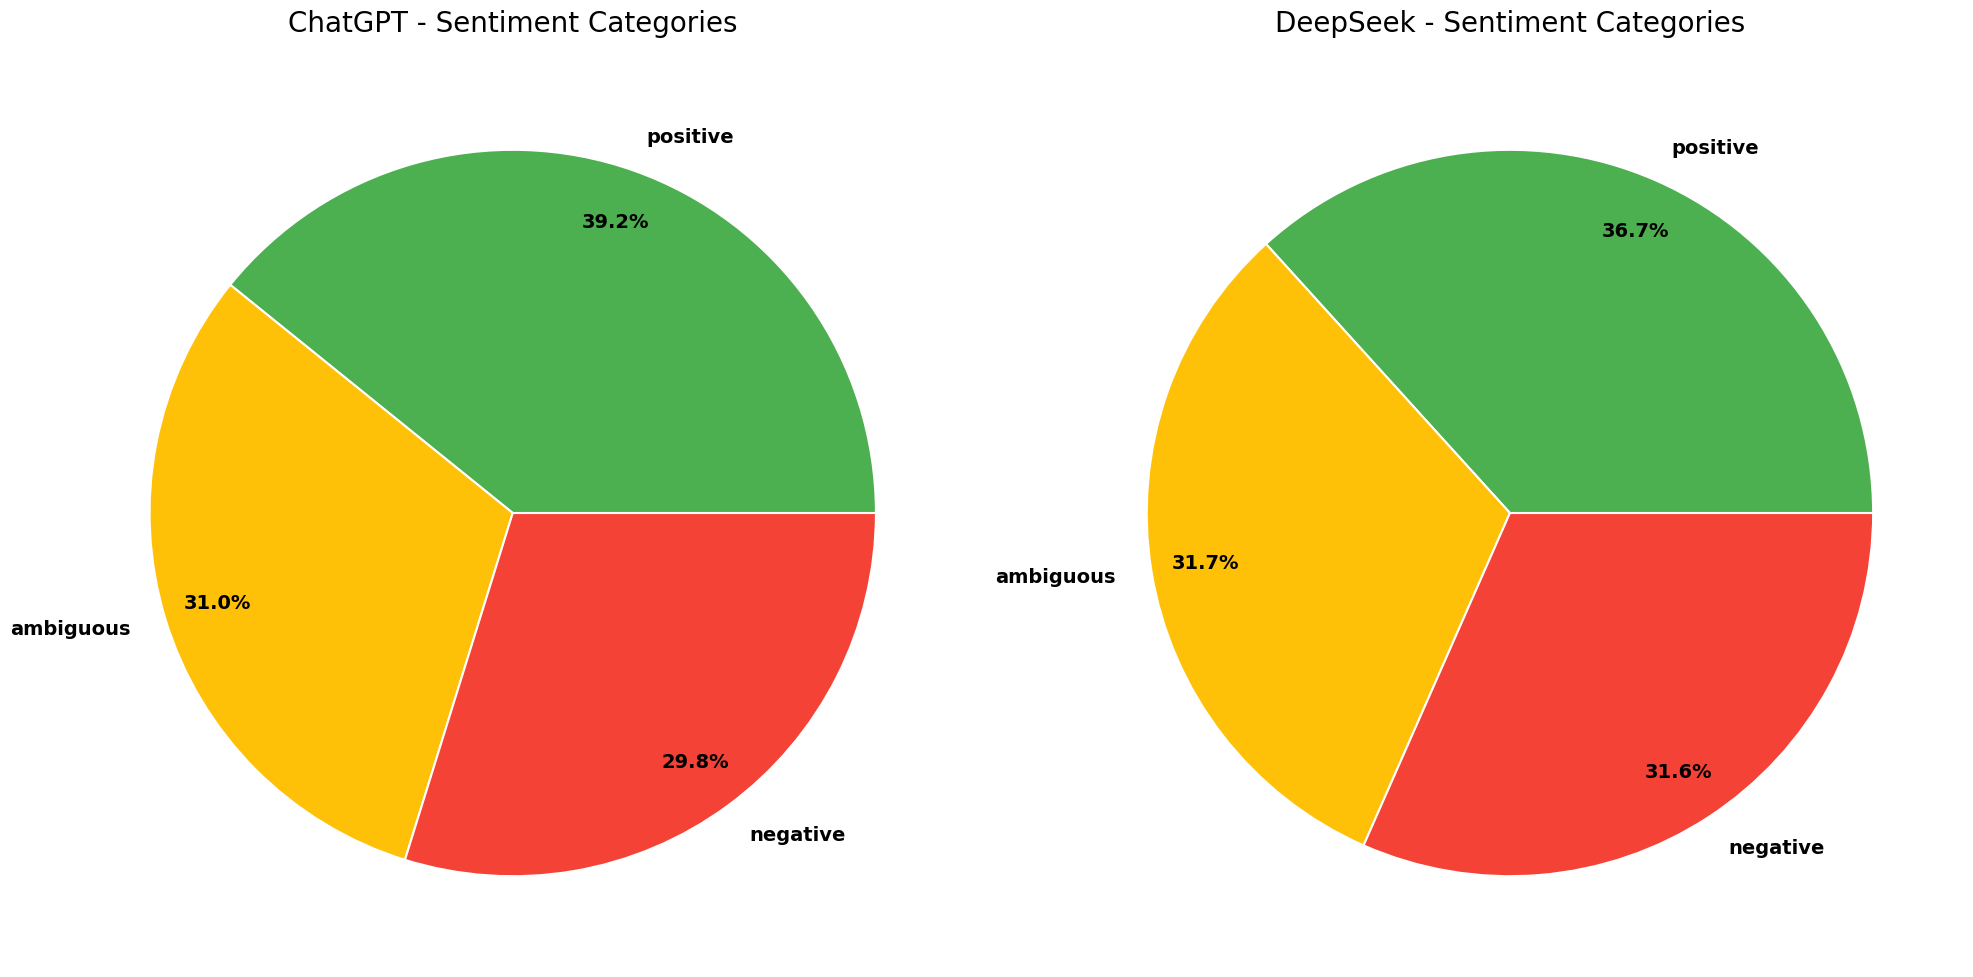 ChatGPT - Sentiment Categories
positive
39.2%
31.0%
ambiguous
29.8%
negative
DeepSeek - Sentiment Categories
positive
36.7%
31.7%
ambiguous
31.6%
negative